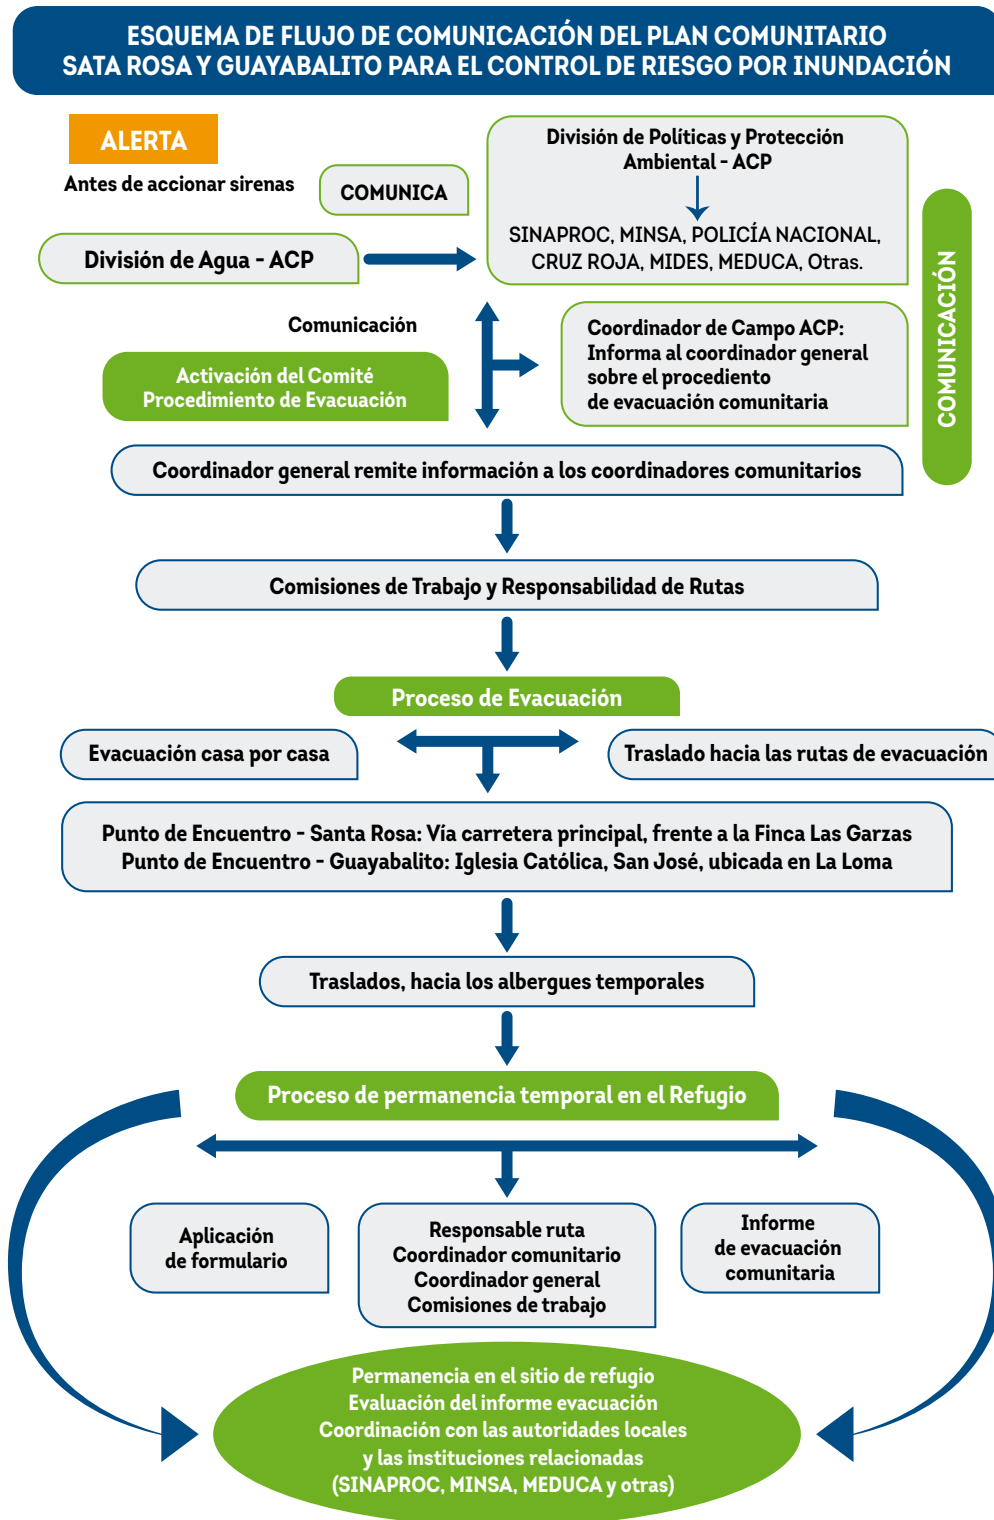 ESQUEMA DE FLUJO DE COMUNICACIÓN DEL PLAN COMUNITARIO
SATA ROSA Y GUAYABALITO PARA EL CONTROL DE RIESGO POR INUNDACIÓN
ALERTA
Antes de accionar sirenas
COMUNICA
División de Políticas y Protección
Ambiental - ACP
SINAPROC, MINSA, POLICÍA NACIONAL,
CRUZ ROJA, MIDES, MEDUCA, Otras.
División de Agua - ACP
COMUNICACIÓN
Comunicación
Activación del Comité
Procedimiento de Evacuación
Coordinador de Campo ACP:
Informa al coordinador general
sobre el procediento
de evacuación comunitaria
Coordinador general remite información a los coordinadores comunitarios
Comisiones de Trabajo y Responsabilidad de Rutas
Proceso de Evacuación
Evacuación casa por casa
Traslado hacia las rutas de evacuación
Punto de Encuentro - Santa Rosa: Vía carretera principal, frente a la Finca Las Garzas
Punto de Encuentro - Guayabalito: Iglesia Católica, San José, ubicada en La Loma
Traslados, hacia los albergues temporales
Proceso de permanencia temporal en el Refugio
Aplicación
de formulario
Responsable ruta
Coordinador comunitario
Coordinador general
Comisiones de trabajo
Informe
de evacuación
comunitaria
Permanencia en el sitio de refugio
Evaluación del informe evacuación
Coordinación con las autoridades locales
y las instituciones relacionadas
(SINAPROC, MINSA, MEDUCA y otras)